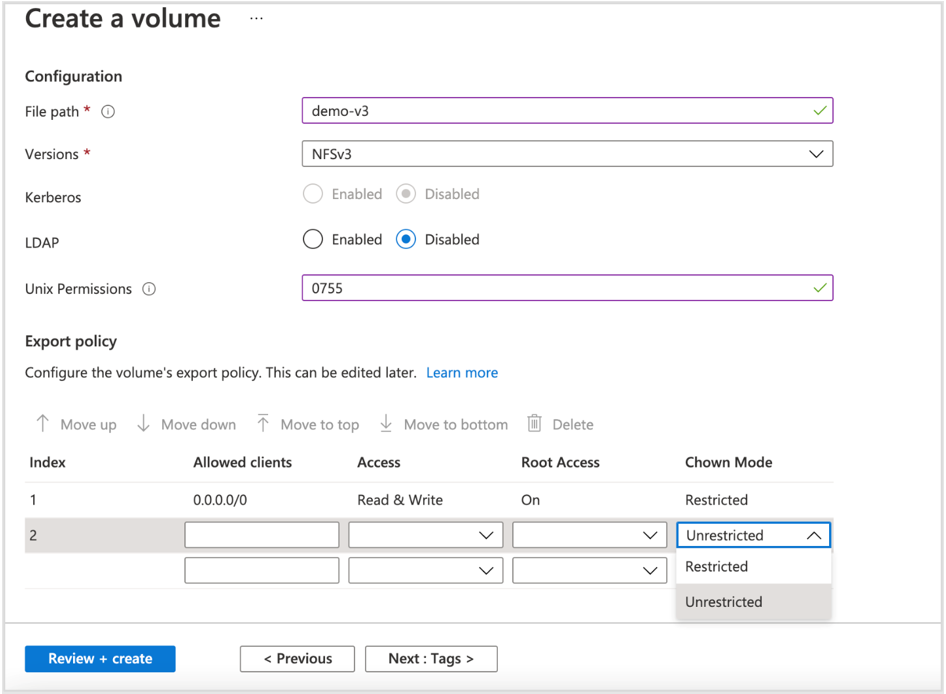 Create a volume ...
Configuration
File path *
demo-v3
Versions *
NFSv3
Kerberos
Enabled Disabled
LDAP
Enabled Disabled
Unix Permissions
0755
Export policy
Configure the volume's export policy. This can be edited later. Learn more
Move up Move down Move to top Move to bottom Delete
Index Allowed clients Access Root Access Chown Mode
1 0.0.0.0/0 Read & Write On Restricted
2 Unrestricted
Restricted
Unrestricted
Review + create < Previous Next : Tags >